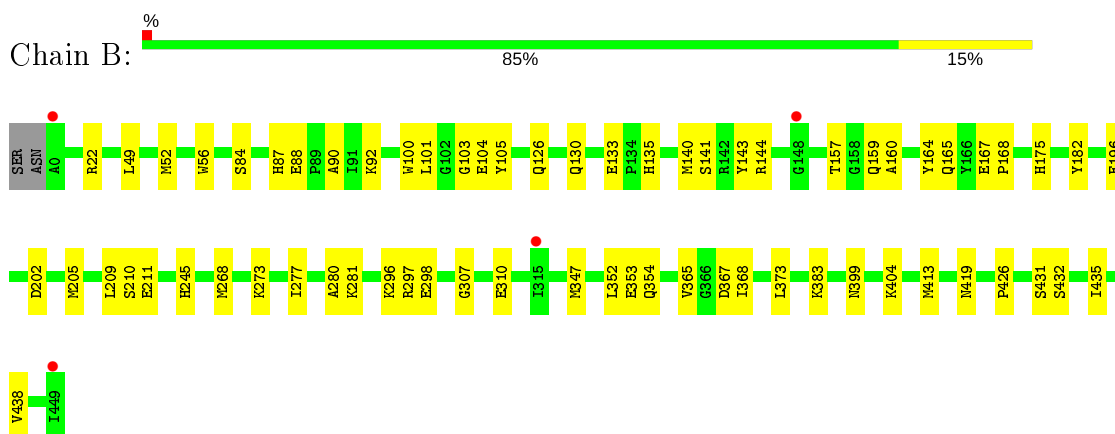 %
Chain B:
85% 15%
SER ASN A0 R22 L49 M52 W56 S84 H87 E88 P89 A90 I91 K92 W100 L101 G102 G103 E104 Y105 Q126 Q130 E133 P134 H135 M140 S141 R142 Y143 R144 G148 T157 G158 Q159 A160 Y164 Q165 Y166 E167 P168 H175 Y182
D202 M205 L209 S210 E211 H245 M268 K273 I277 A280 K281 K296 R297 E298 G307 E310 I315 M347 L352 E353 Q354 V365 G366 D367 I368 L373 K383 N399 K404 M413 N419 P426 S431 S432 I435
V438 I449